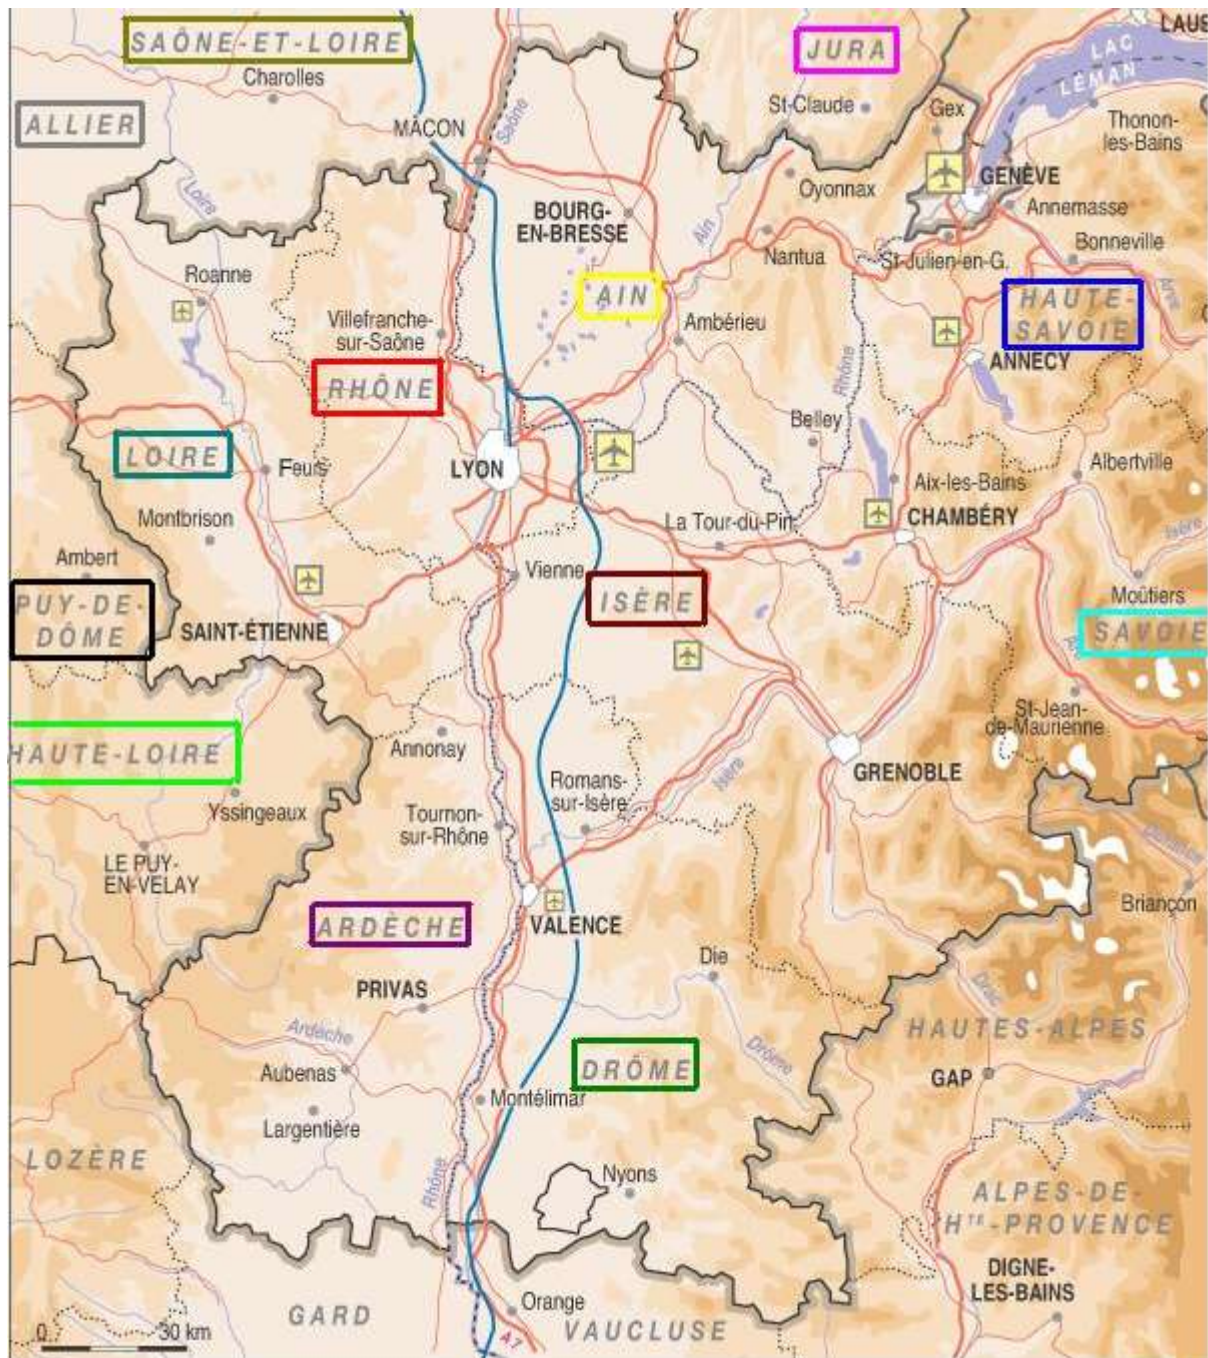 LAUS
SAÔNE-ET-LOIRE
JURA
LAC
LÉMAN
Charolles
St-Claude
Gex
Thonon-
les-Bains
ALLIER
MACON
Saône
GENÈVE
Oyonnax
Annemasse
Loire
BOURG-
EN-BRESSE
Ain
Nantua
St-Julien-en-G.
Bonneville
Arve
Roanne
AIN
HAUTE-
SAVOIE
Villefranche-
sur-Saône
Ambérieu
ANNECY
RHÔNE
Rhône
Belley
LOIRE
Feurs
LYON
Albertville
Aix-les-Bains
Montbrison
La Tour-du-Pin
CHAMBÉRY
Isère
Ambert
Vienne
Moûtiers
PUY-DE-
DÔME
ISÈRE
SAINT-ÉTIENNE
SAVOIE
St-Jean-
de-Maurienne
HAUTE-LOIRE
Annonay
GRENOBLE
Isère
Romans-
sur-Isère
Yssingeaux
Tournon-
sur-Rhône
LE PUY-
EN-VELAY
Briançon
ARDÈCHE
VALENCE
Die
PRIVAS
Drac
Ardèche
HAUTES-ALPES
Drôme
Aubenas
DRÔME
GAP
Montélimar
Largentière
LOZÈRE
Rhône
Nyons
ALPES-DE-
HTE-PROVENCE
DIGNE-
LES-BAINS
Orange
GARD
VAUCLUSE
A7
0 30 km